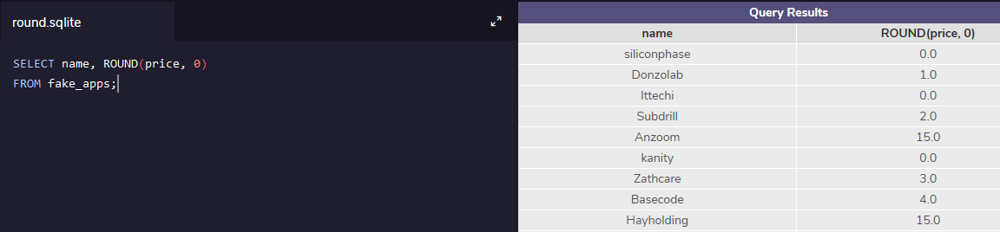 round.sqlite
SELECT name, ROUND(price, 0)
FROM fake_apps;
Query Results
name ROUND(price, 0)
siliconphase 0.0
Donzolab 1.0
Ittechi 0.0
Subdrill 2.0
Anzoom 15.0
kanity 0.0
Zathcare 3.0
Basecode 4.0
Hayholding 15.0